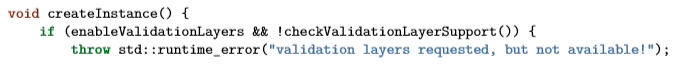 void createInstance() {
    if (enableValidationLayers && !checkValidationLayerSupport()) {
        throw std::runtime_error("validation layers requested, but not available!");